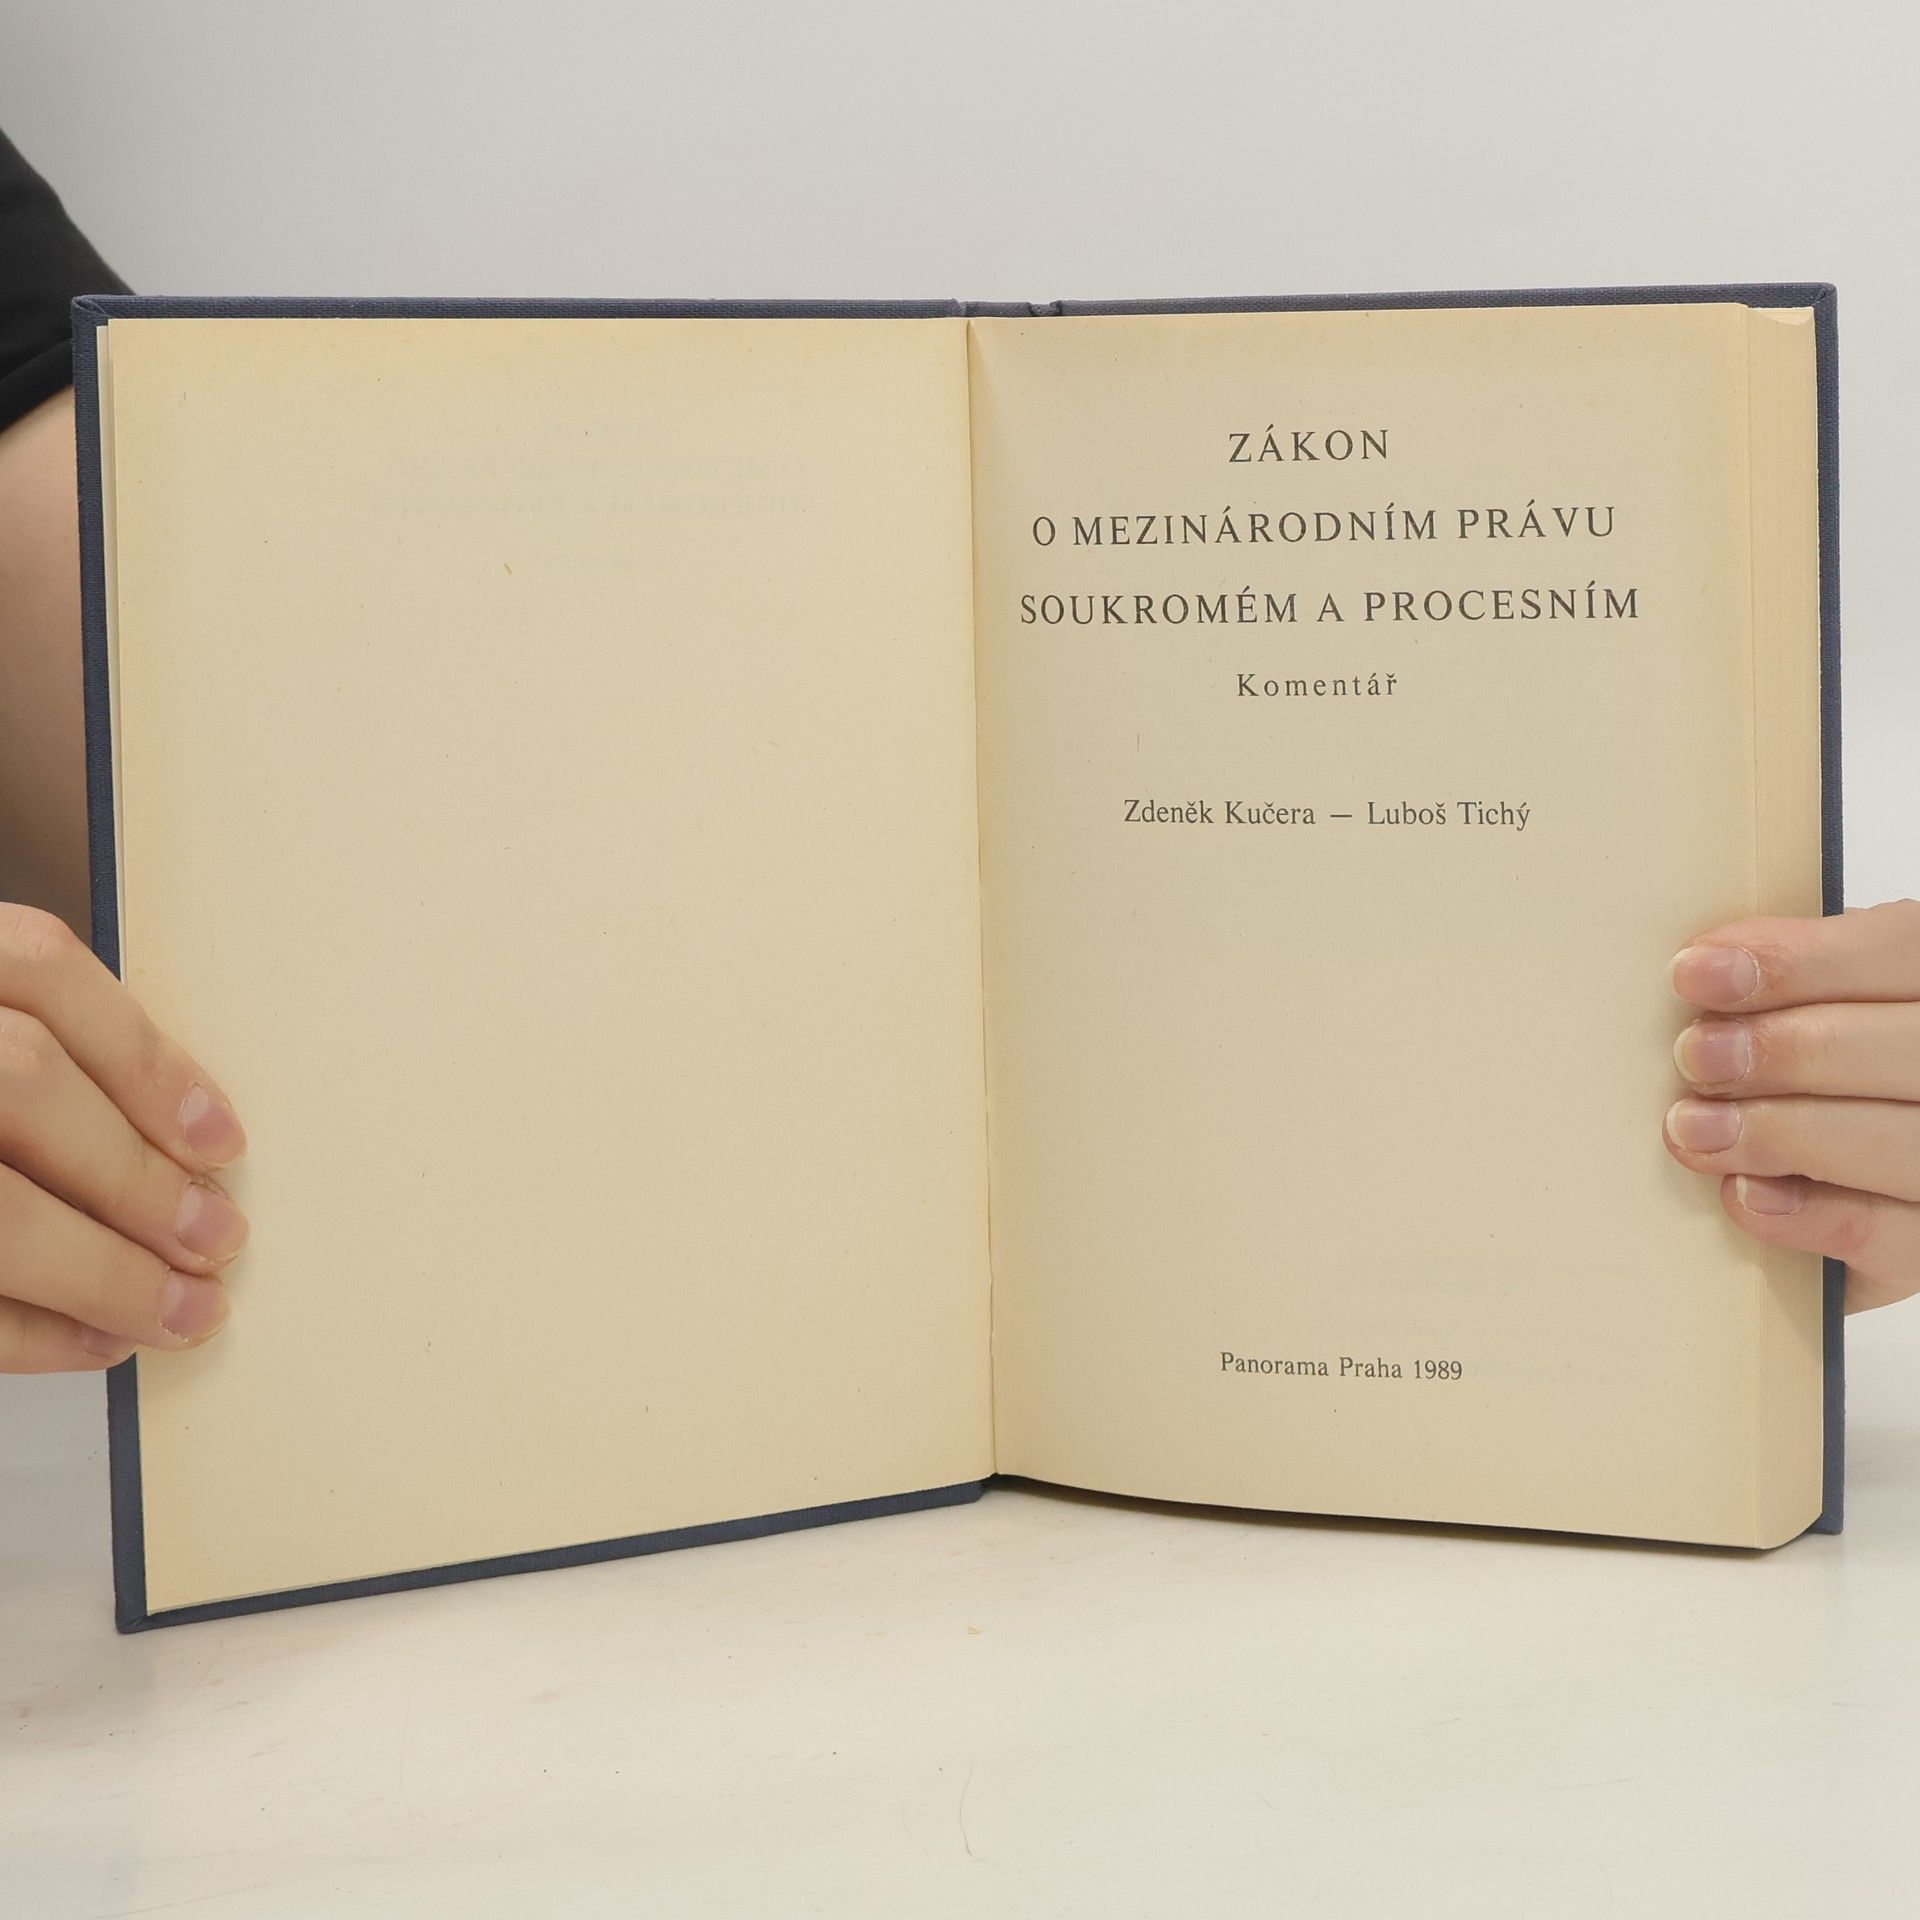 ZÁKON
O MEZINÁRODNÍM PRÁVU
SOUKROMÉM A PROCESNÍM
Komentář
Zdeněk Kučera — Luboš Tichý
Panorama Praha 1989